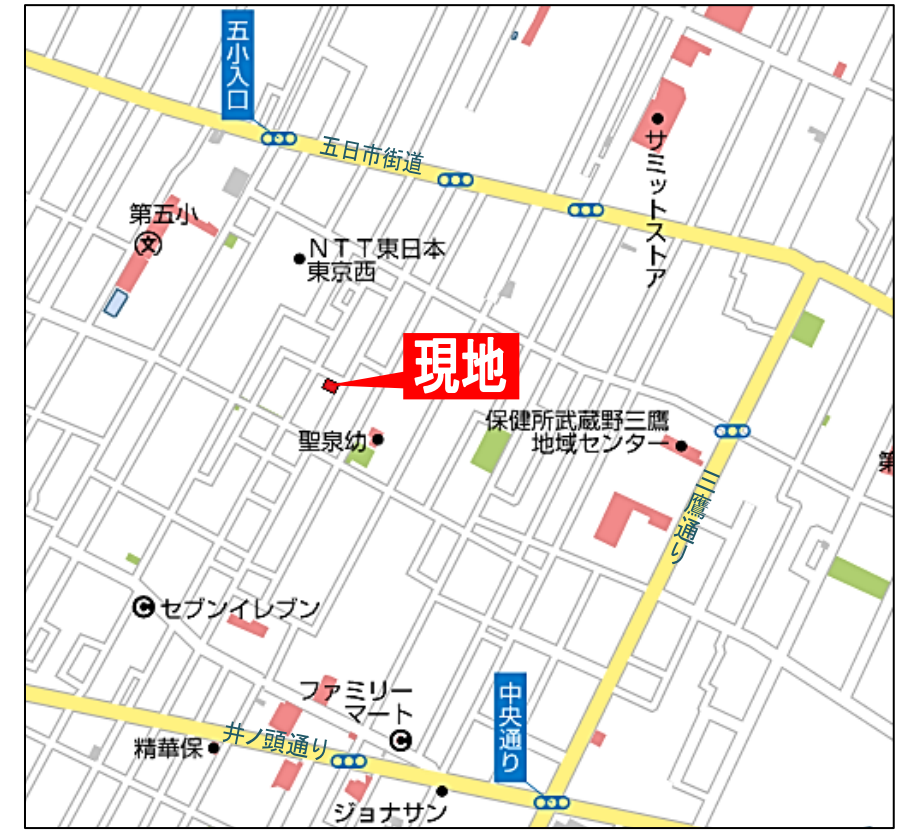 五小入口
五日市街道
サミットストア
第五小
文
NTT東日本
東京西
現地
保健所武蔵野三鷹
地域センター
聖泉幼
第
三鷹通り
C セブンイレブン
ファミリー
マート
C
中央通り
井ノ頭通り
精華保
ジョナサン